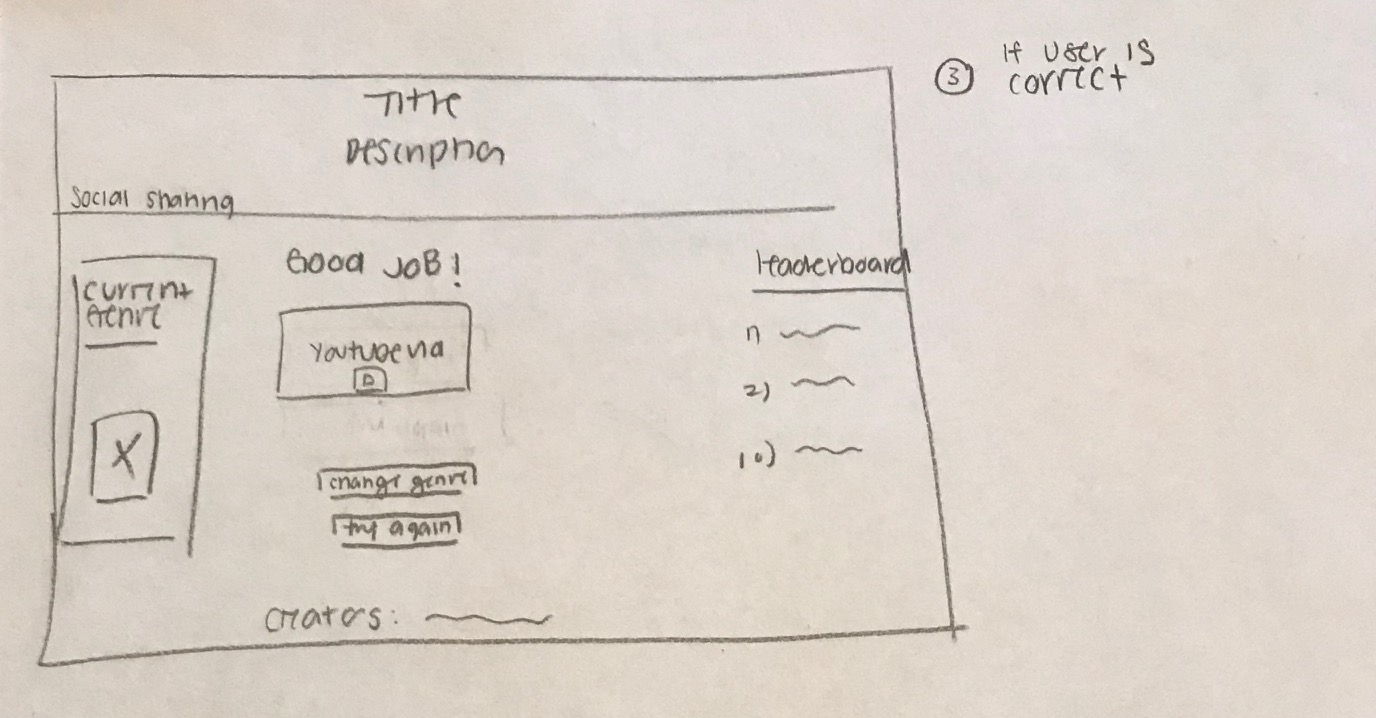 ③ If user is
correct
Title
Description
Social sharing
Current
Genre
X
Good Job!
Youtube via
change genre
try again
leaderboard
1)
2)
10)
Creators: